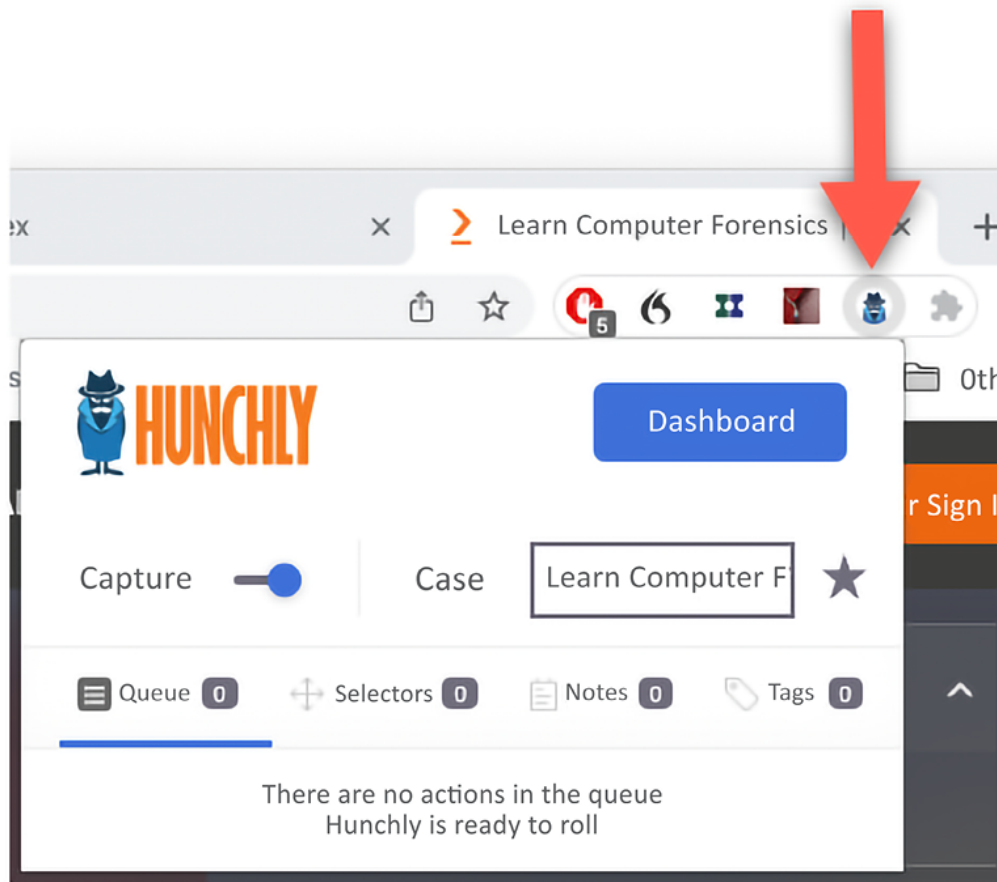 ex
Learn Computer Forensics |
5
s
Oth
HUNCHLY
Dashboard
r Sign I
Capture
Case
Learn Computer F
Queue 0
Selectors 0
Notes 0
Tags 0
There are no actions in the queue
Hunchly is ready to roll